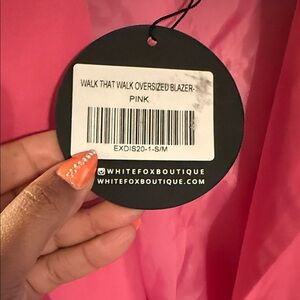 WALK THAT WALK OVERSIZED BLAZER-
PINK
EXDIS20-1-S/M
WHITEFOXBOUTIQUE
WHITEFOXBOUTIQUE.COM